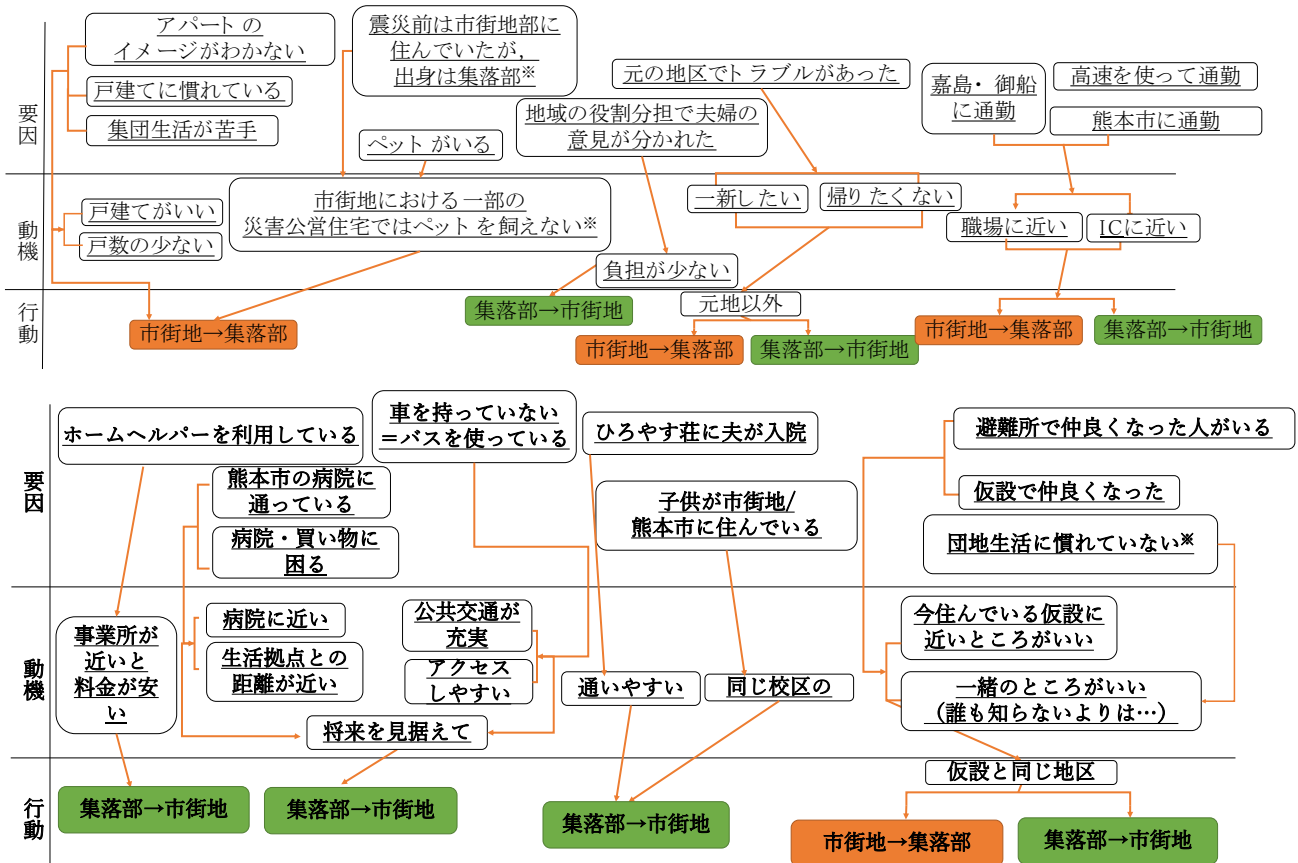 要因
アパートの
イメージがわかない
戸建てに慣れている
集団生活が苦手
震災前は市街地部に
住んでいたが,
出身は集落部※
ペットがいる
元の地区でトラブルがあった
地域の役割分担で夫婦の
意見が分かれた
嘉島・御船
に通勤
高速を使って通勤
熊本市に通勤
動機
戸建てがいい
戸数の少ない
市街地における一部の
災害公営住宅ではペットを飼えない※
負担が少ない
一新したい
帰りたくない
職場に近い
ICに近い
行動
市街地→集落部
集落部→市街地
元地以外
市街地→集落部
集落部→市街地
市街地→集落部
集落部→市街地
要因
ホームヘルパーを利用している
熊本市の病院に
通っている
病院・買い物に
困る
車を持っていない
＝バスを使っている
ひろやす荘に夫が入院
子供が市街地/
熊本市に住んでいる
避難所で仲良くなった人がいる
仮設で仲良くなった
団地生活に慣れていない※
動機
事業所が
近いと
料金が安
い
病院に近い
生活拠点との
距離が近い
公共交通が
充実
アクセス
しやすい
将来を見据えて
通いやすい
同じ校区の
今住んでいる仮設に
近いところがいい
一緒のところがいい
（誰も知らないよりは…）
行動
集落部→市街地
集落部→市街地
集落部→市街地
仮設と同じ地区
市街地→集落部
集落部→市街地